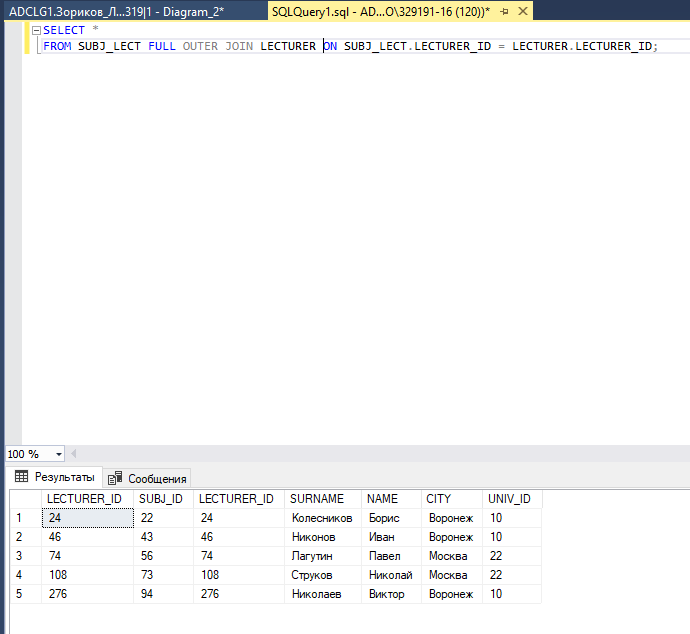 ADCLG1.Зориков_Л...319|1 - Diagram_2* SQLQuery1.sql - AD...O\329191-16 (120))*
SELECT *
FROM SUBJ_LECT FULL OUTER JOIN LECTURER ON SUBJ_LECT.LECTURER_ID = LECTURER.LECTURER_ID;
100 %
Результаты Сообщения
LECTURER_ID SUBJ_ID LECTURER_ID SURNAME NAME CITY UNIV_ID
1 24 22 24 Колесников Борис Воронеж 10
2 46 43 46 Никонов Иван Воронеж 10
3 74 56 74 Лагутин Павел Москва 22
4 108 73 108 Струков Николай Москва 22
5 276 94 276 Николаев Виктор Воронеж 10